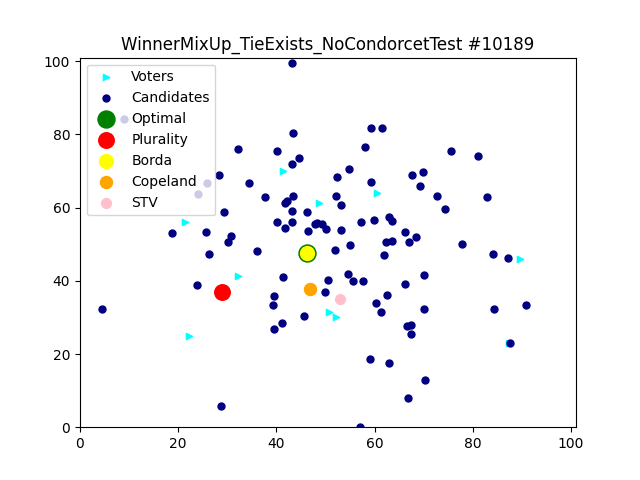 WinnerMixUp_TieExists_NoCondorcetTest #10189
Voters
Candidates
Optimal
Plurality
Borda
Copeland
STV
100
80
60
40
20
0
0 20 40 60 80 100